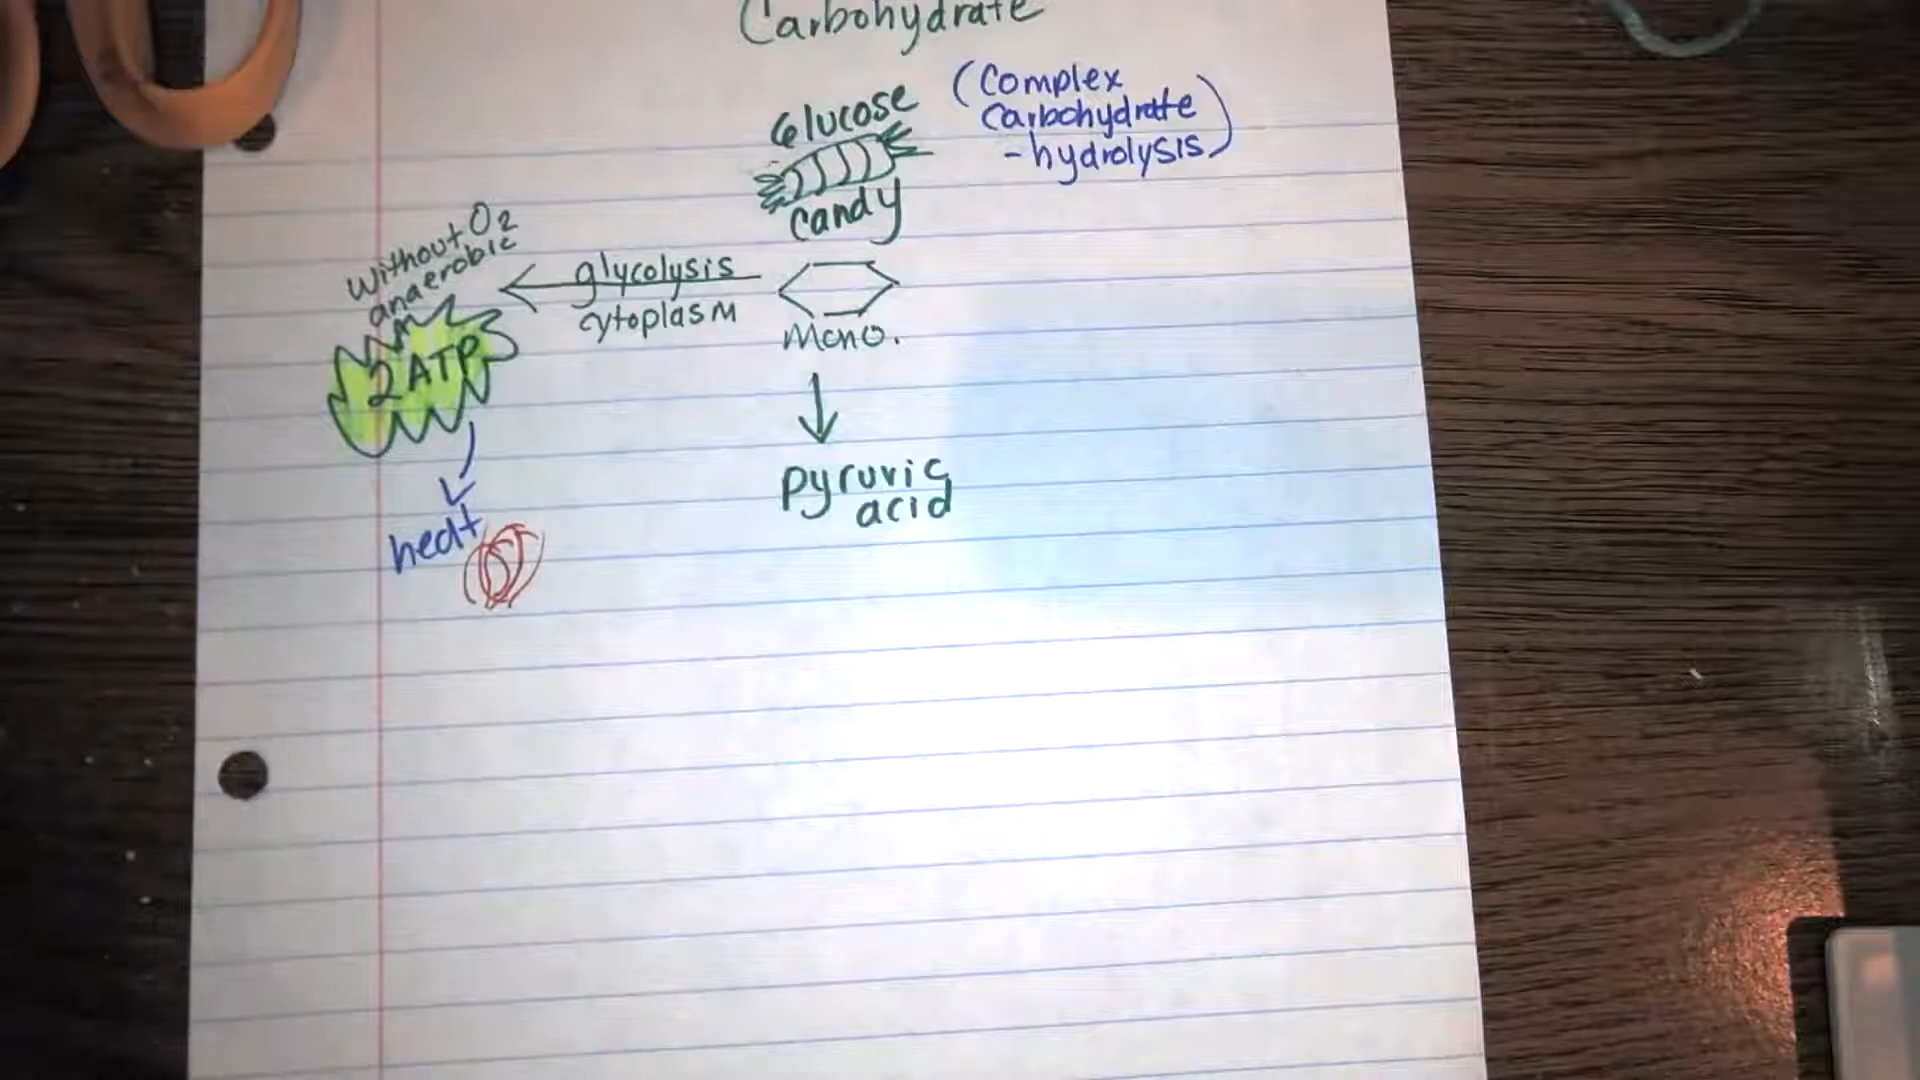 Carbohydrate
Glucose
candy
(Complex
Carbohydrate
- hydrolysis)
Without O2
anaerobic
glycolysis
cytoplasm
Mono.
2 ATP
pyruvic
acid
heat